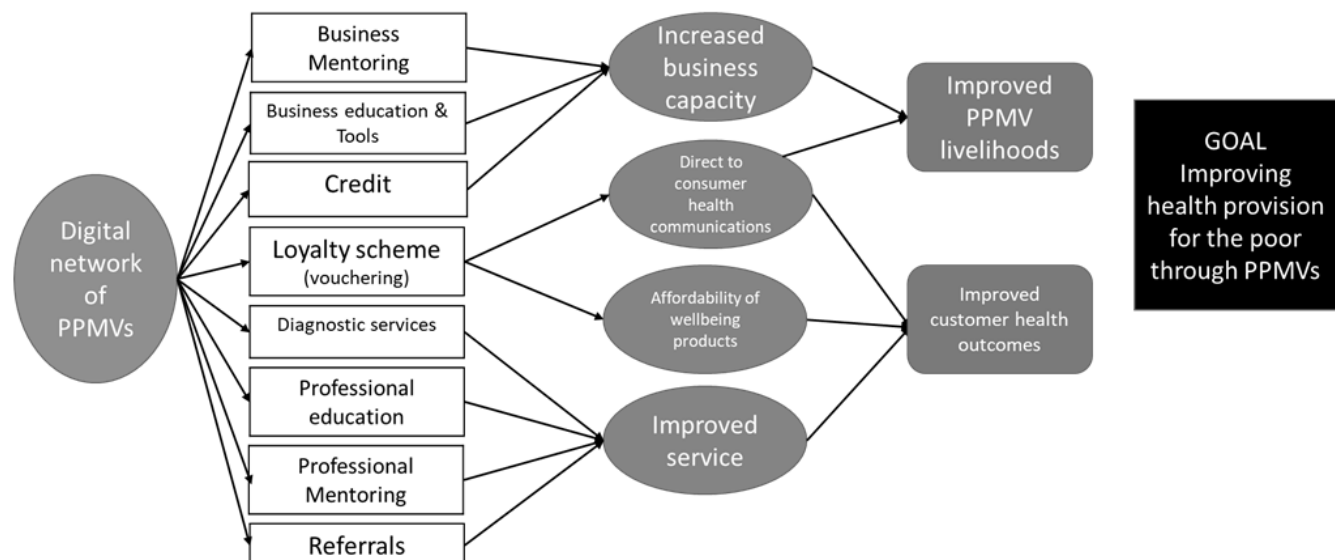 Digital
network
of
PPMVs
Business
Mentoring
Business education &
Tools
Credit
Loyalty scheme
(vouchering)
Diagnostic services
Professional
education
Professional
Mentoring
Referrals
Increased
business
capacity
Direct to
consumer
health
communications
Affordability of
wellbeing
products
Improved
service
Improved
PPMV
livelihoods
Improved
customer health
outcomes
GOAL
Improving
health provision
for the poor
through PPMVs